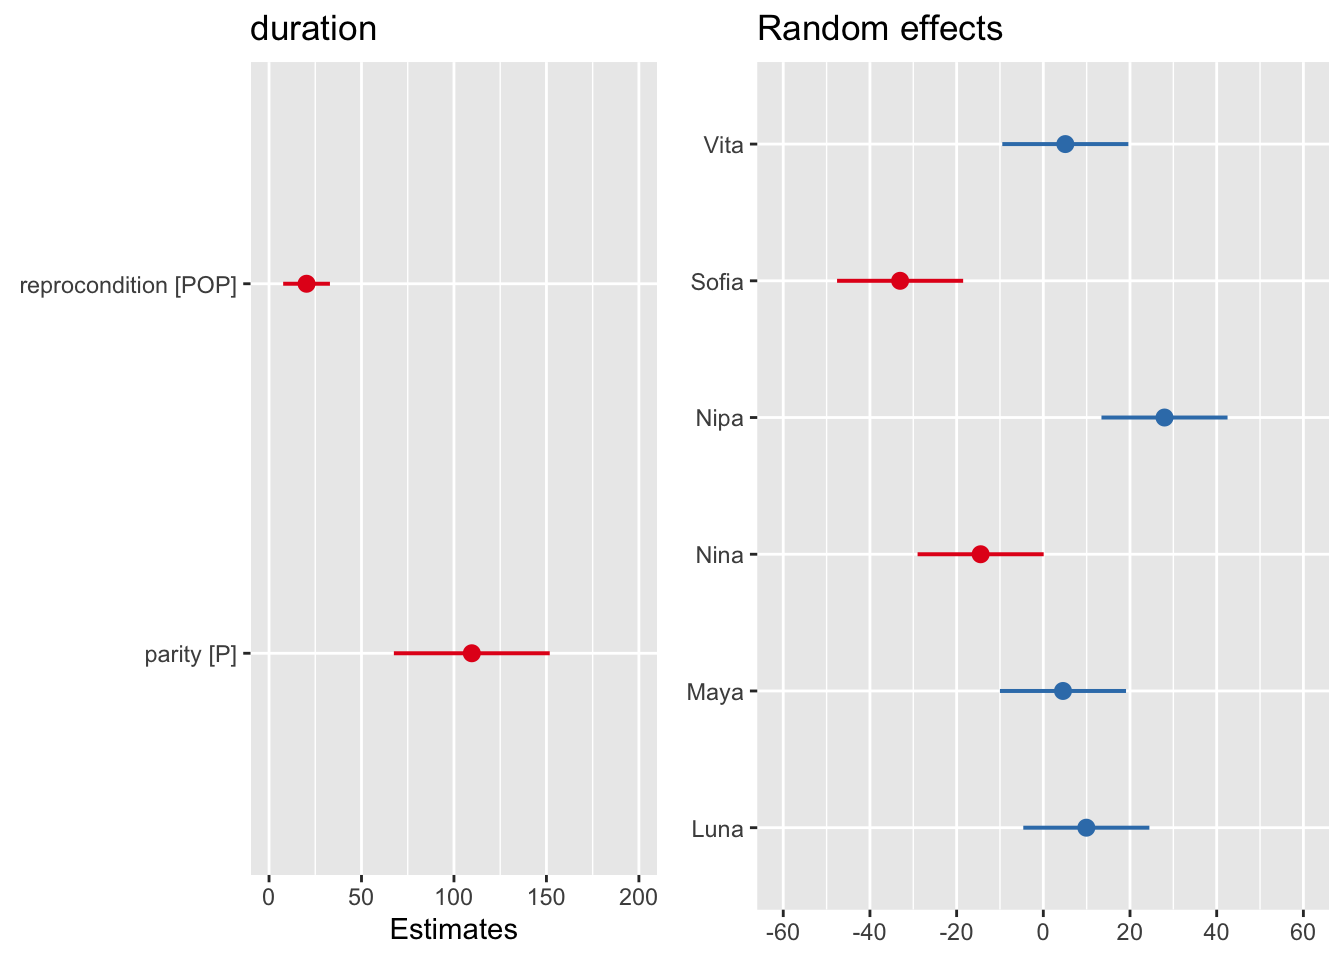 duration
reprocondition [POP]
parity [P]
0 50 100 150 200
Estimates
Random effects
Vita
Sofia
Nipa
Nina
Maya
Luna
-60 -40 -20 0 20 40 60